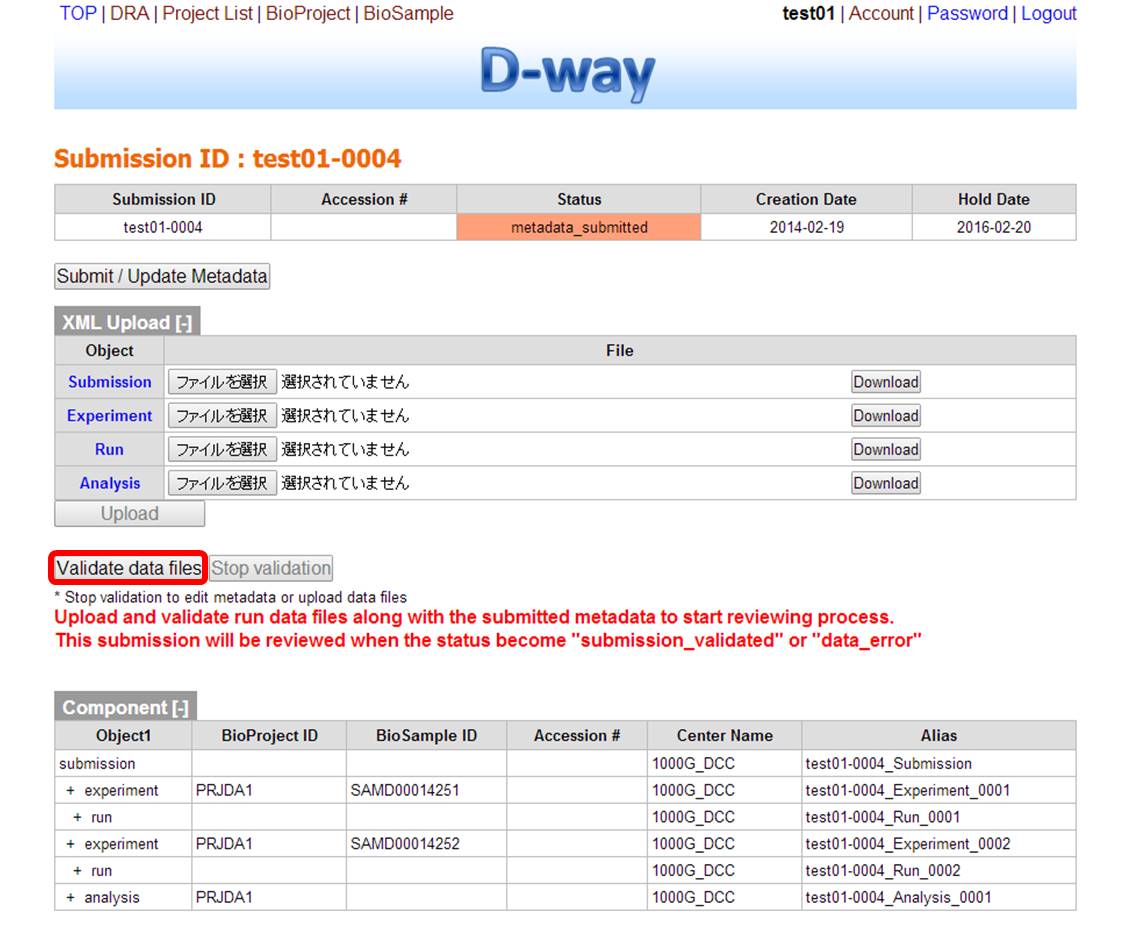 TOP | DRA | Project List | BioProject | BioSample test01 | Account | Password | Logout
D-way
Submission ID : test01-0004
Submission ID Accession # Status Creation Date Hold Date
test01-0004 metadata_submitted 2014-02-19 2016-02-20
Submit / Update Metadata
XML Upload [-]
Object File
Submission ファイルを選択 選択されていません Download
Experiment ファイルを選択 選択されていません Download
Run ファイルを選択 選択されていません Download
Analysis ファイルを選択 選択されていません Download
Upload
Validate data files Stop validation
* Stop validation to edit metadata or upload data files
Upload and validate run data files along with the submitted metadata to start reviewing process.
This submission will be reviewed when the status become "submission_validated" or "data_error"
Component [-]
Object1 BioProject ID BioSample ID Accession # Center Name Alias
submission 1000G_DCC test01-0004_Submission
+ experiment PRJDA1 SAMD00014251 1000G_DCC test01-0004_Experiment_0001
+ run 1000G_DCC test01-0004_Run_0001
+ experiment PRJDA1 SAMD00014252 1000G_DCC test01-0004_Experiment_0002
+ run 1000G_DCC test01-0004_Run_0002
+ analysis PRJDA1 1000G_DCC test01-0004_Analysis_0001